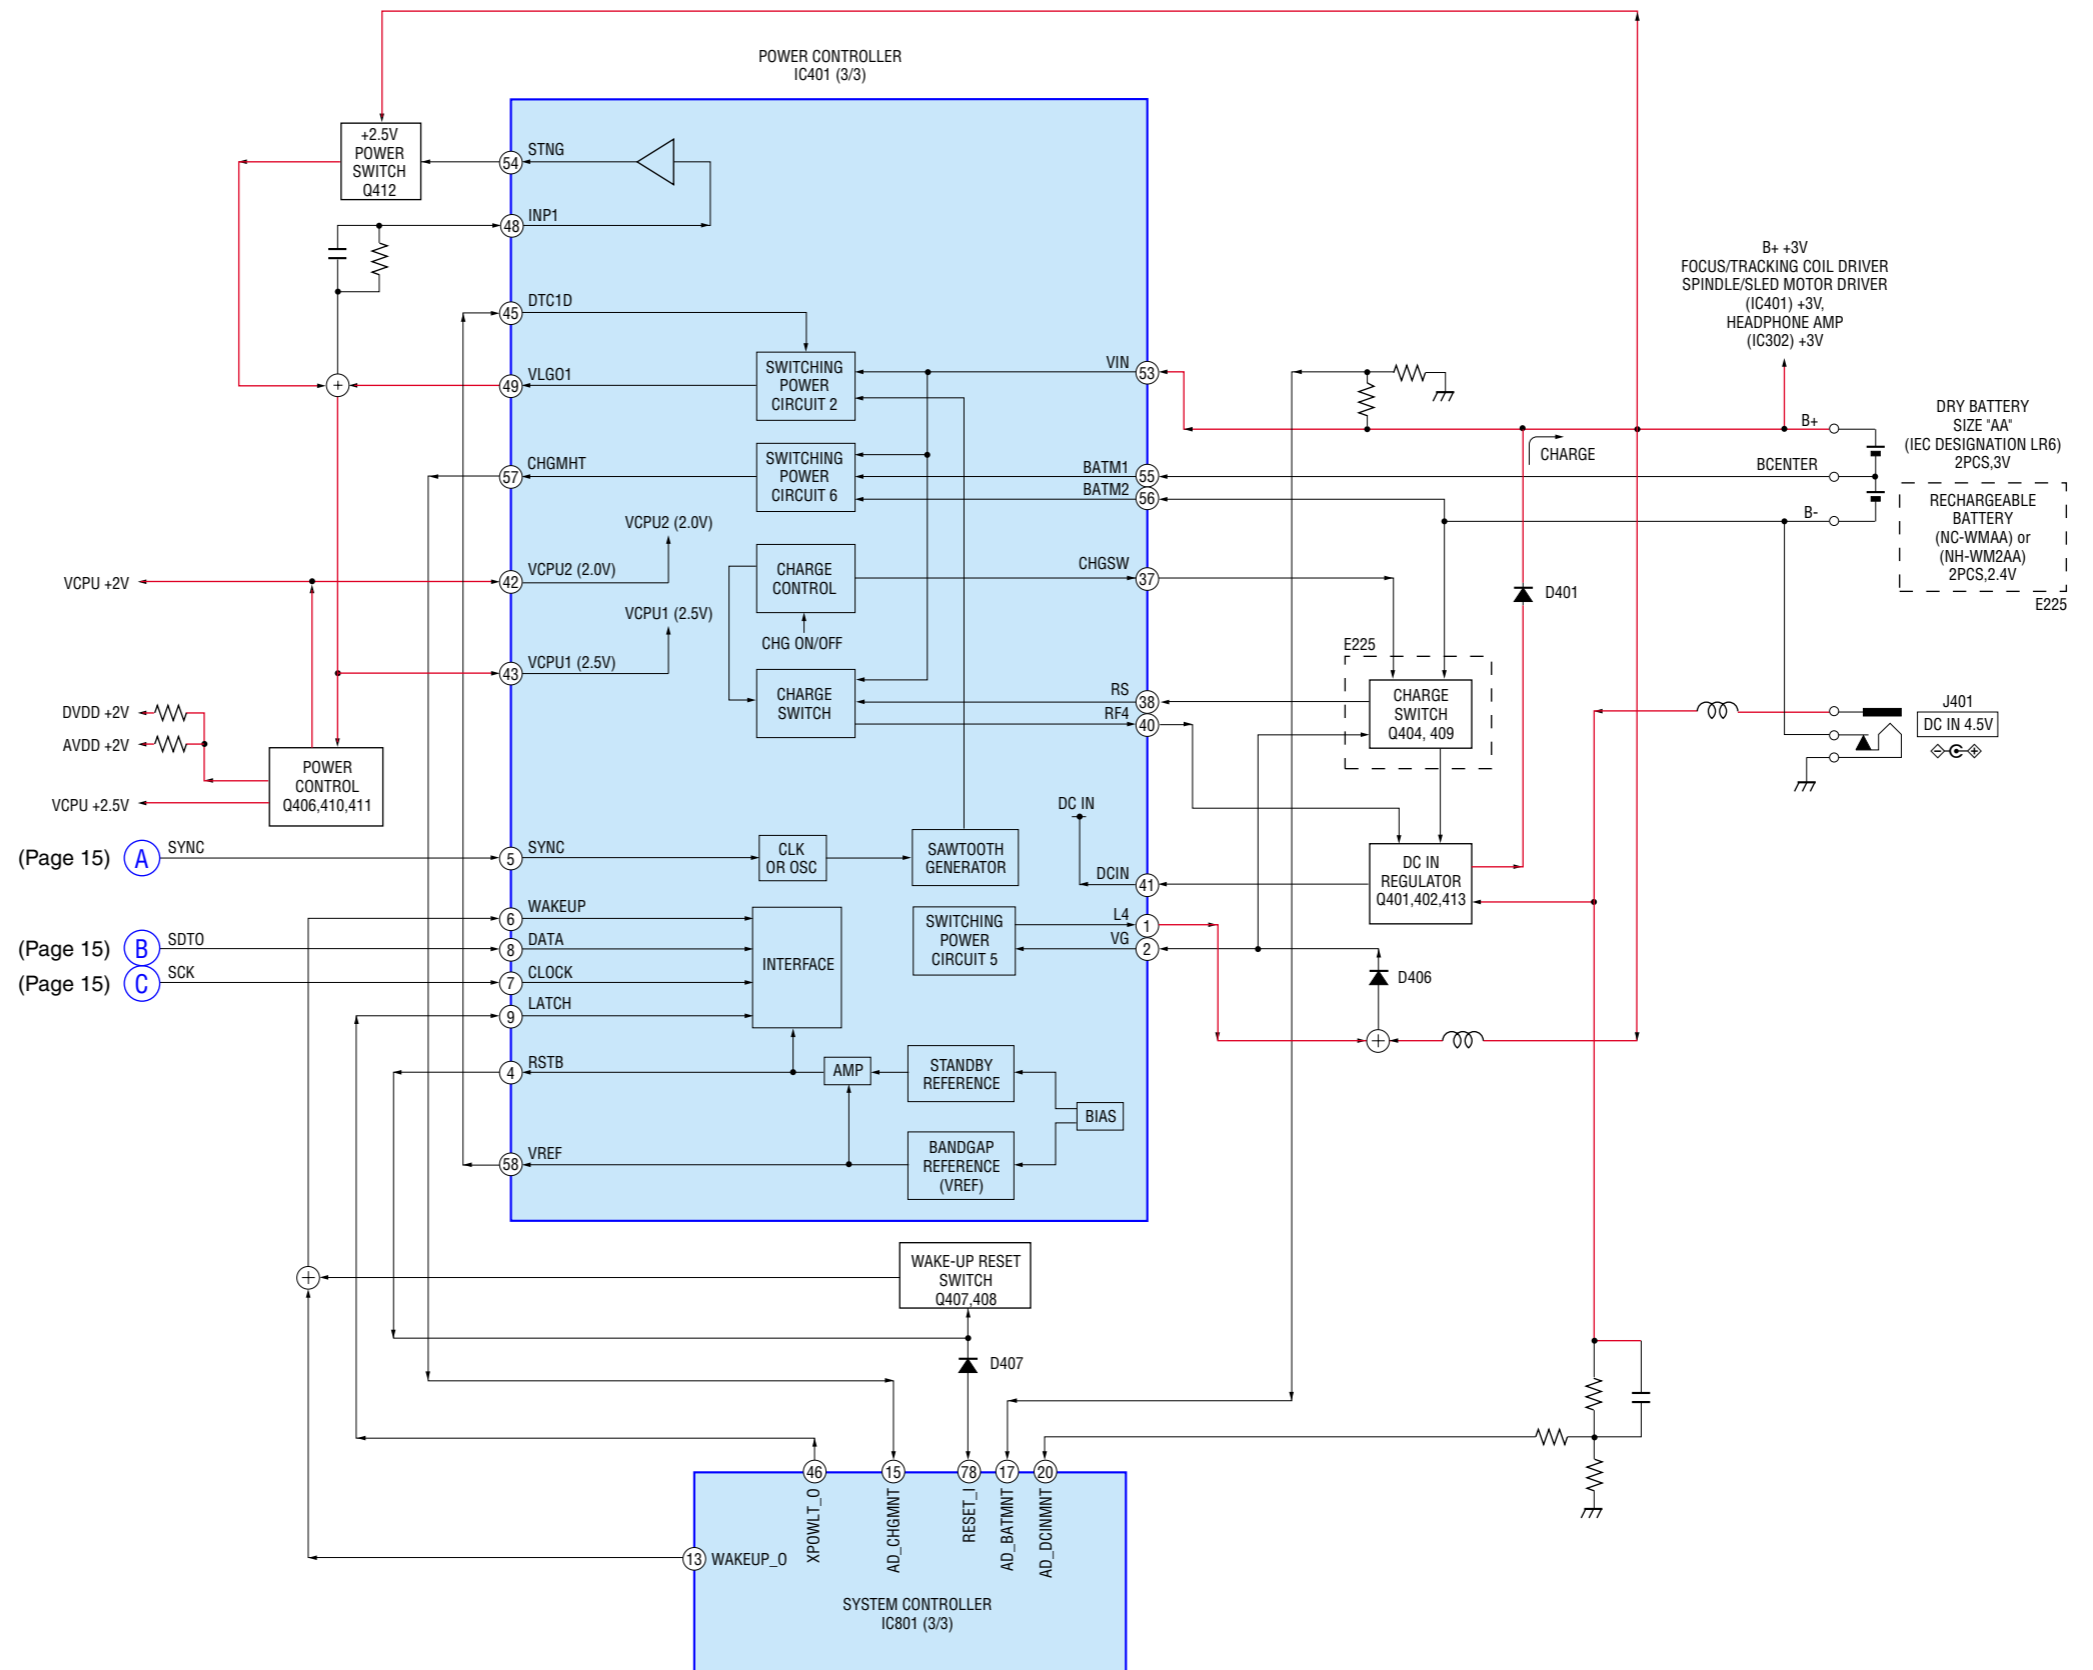 POWER CONTROLLER
IC401 (3/3)
+2.5V
POWER
SWITCH
Q412
54
STNG
48
INP1
45
DTC1D
49
VLGO1
SWITCHING
POWER
CIRCUIT 2
VIN
53
57
CHGMHT
SWITCHING
POWER
CIRCUIT 6
BATM1
55
BATM2
56
VCPU2 (2.0V)
VCPU +2V
42
VCPU2 (2.0V)
CHARGE
CONTROL
CHGSW
37
VCPU1 (2.5V)
CHG ON/OFF
43
VCPU1 (2.5V)
CHARGE
SWITCH
RS
38
RF4
40
B+ +3V
FOCUS/TRACKING COIL DRIVER
SPINDLE/SLED MOTOR DRIVER
(IC401) +3V,
HEADPHONE AMP
(IC302) +3V
B+
CHARGE
BCENTER
B-
DRY BATTERY
SIZE "AA"
(IEC DESIGNATION LR6)
2PCS,3V
RECHARGEABLE
BATTERY
(NC-WMAA) or
(NH-WM2AA)
2PCS,2.4V
E225
D401
E225
CHARGE
SWITCH
Q404, 409
J401
DC IN 4.5V
DVDD +2V
AVDD +2V
VCPU +2.5V
POWER
CONTROL
Q406,410,411
DC IN
(Page 15) A SYNC
5
SYNC
CLK
OR OSC
SAWTOOTH
GENERATOR
DCIN
41
DC IN
REGULATOR
Q401,402,413
6
WAKEUP
(Page 15) B SDTO
8
DATA
(Page 15) C SCK
7
CLOCK
9
LATCH
INTERFACE
SWITCHING
POWER
CIRCUIT 5
L4
1
VG
2
D406
4
RSTB
AMP
STANDBY
REFERENCE
BIAS
58
VREF
BANDGAP
REFERENCE
(VREF)
WAKE-UP RESET
SWITCH
Q407,408
D407
46
15
78
17
20
XPOWLT_O
AD_CHGMNT
RESET_I
AD_BATMNT
AD_DCINMNT
13
WAKEUP_O
SYSTEM CONTROLLER
IC801 (3/3)